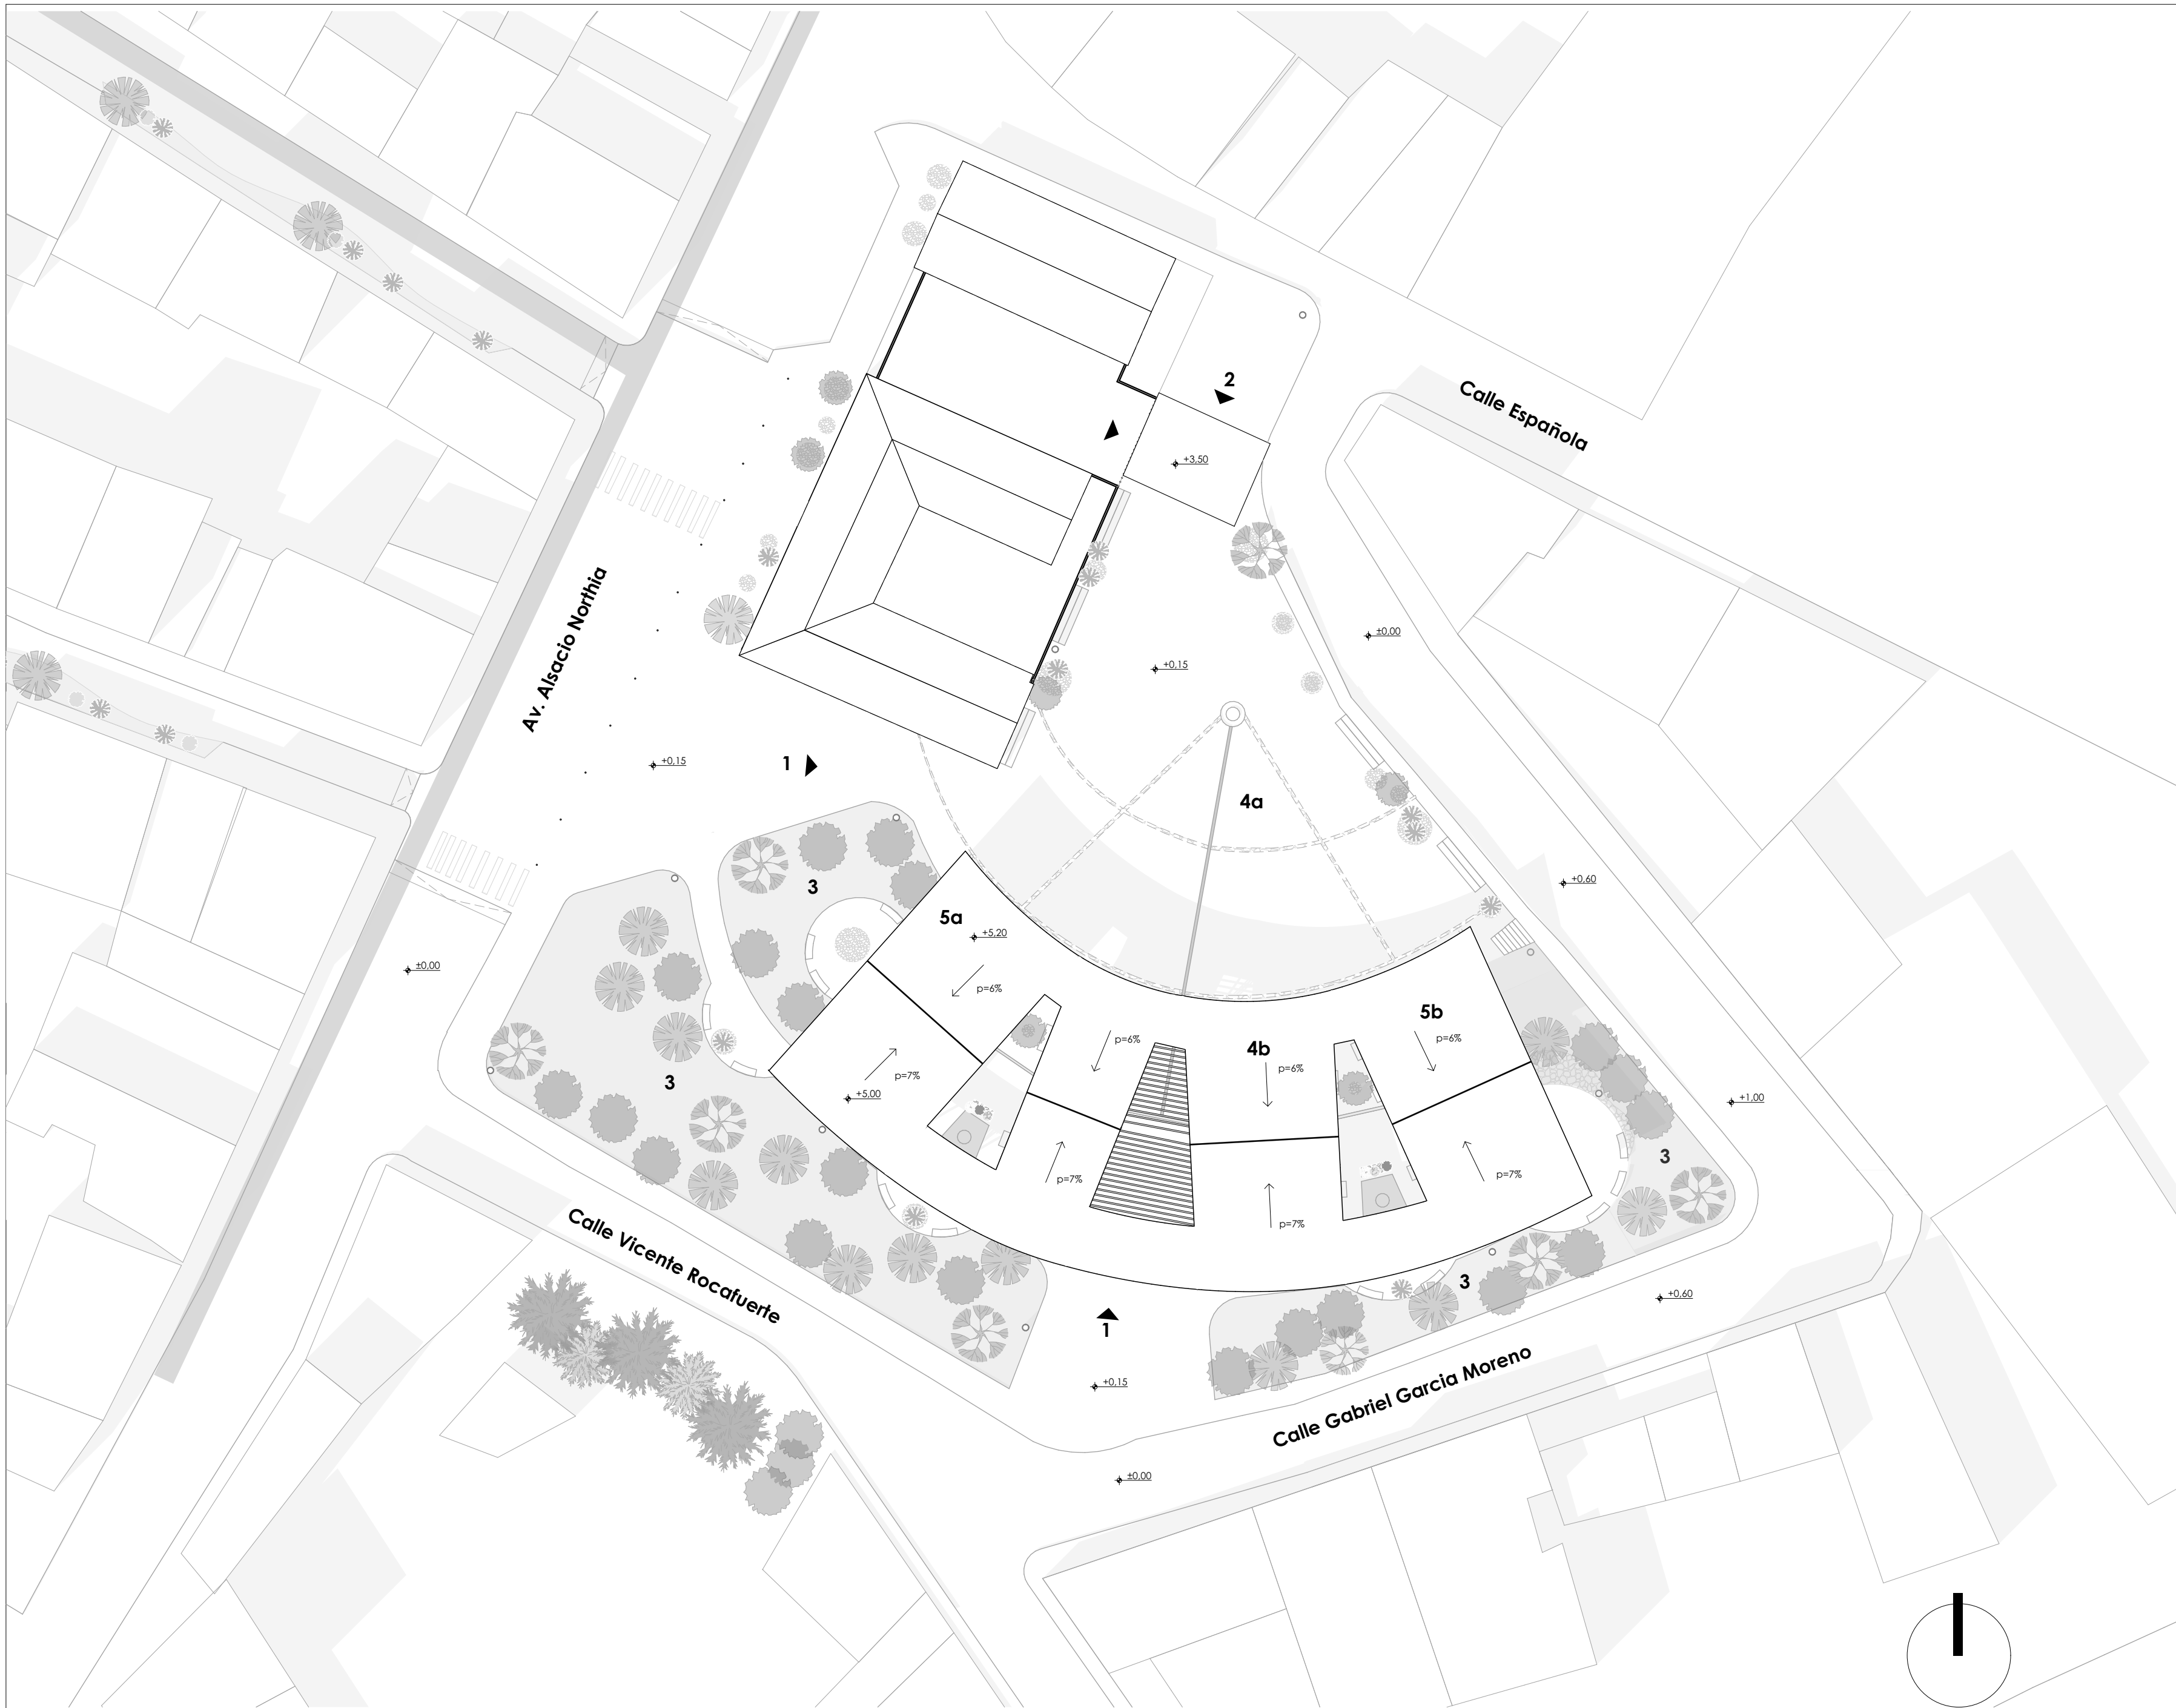 2
Calle Española
+3,50
Av. Alsacio Northia
±0,00
+0,15
1
+0,15
4a
3
+0,60
5a
+5,20
±0,00
p=6%
5b
p=6%
4b
p=6%
p=6%
p=7%
3
+5,00
+1,00
3
p=7%
p=7%
p=7%
Calle Vicente Rocafuerte
3
+0,60
1
Calle Gabriel Garcia Moreno
+0,15
±0,00